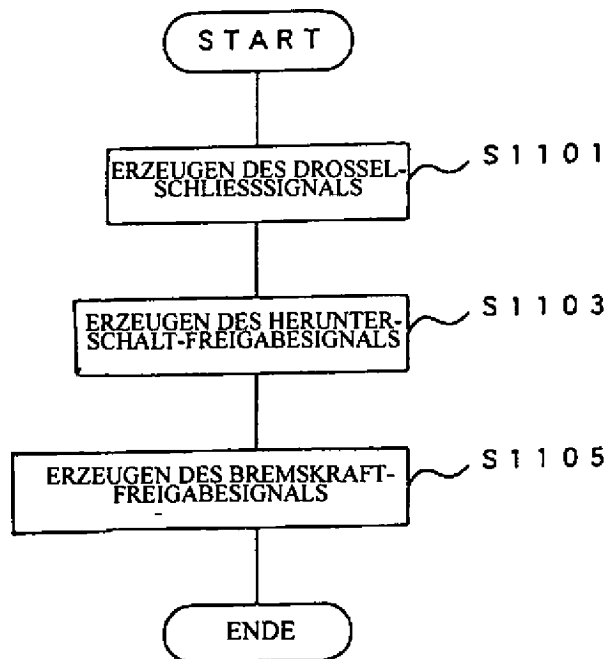 START
ERZEUGEN DES DROSSEL-
SCHLIESSSIGNALS
S1101
ERZEUGEN DES HERUNTER-
SCHALT-FREIGABESIGNALS
S1103
ERZEUGEN DES BREMSKRAFT-
FREIGABESIGNALS
S1105
ENDE